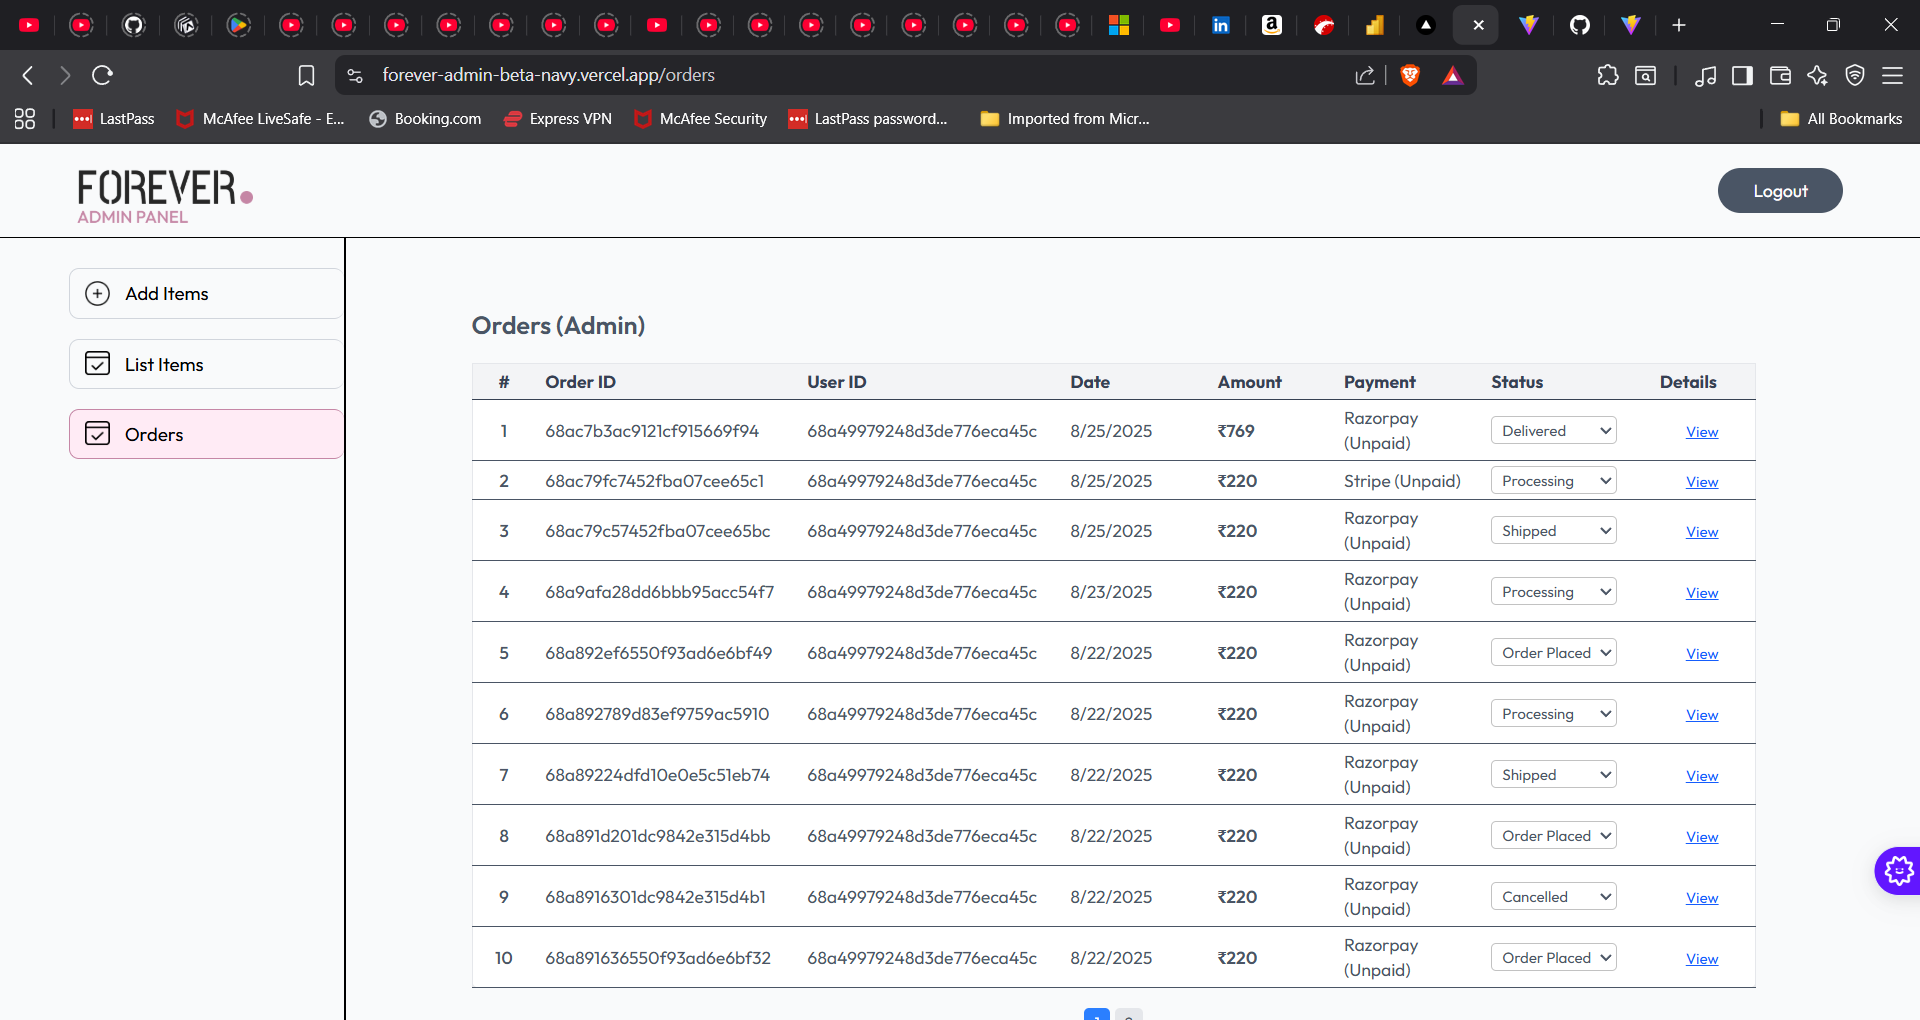 forever-admin-beta-navy.vercel.app/orders
LastPass McAfee LiveSafe - E... Booking.com Express VPN McAfee Security LastPass password... Imported from Micr... All Bookmarks
FOREVER.
ADMIN PANEL
Logout
Add Items
List Items
Orders
Orders (Admin)
# Order ID User ID Date Amount Payment Status Details
1 68ac7b3ac9121cf915669f94 68a49979248d3de776eca45c 8/25/2025 ₹769 Razorpay (Unpaid) Delivered View
2 68ac79fc7452fba07cee65c1 68a49979248d3de776eca45c 8/25/2025 ₹220 Stripe (Unpaid) Processing View
3 68ac79c57452fba07cee65bc 68a49979248d3de776eca45c 8/25/2025 ₹220 Razorpay (Unpaid) Shipped View
4 68a9afa28dd6bbb95acc54f7 68a49979248d3de776eca45c 8/23/2025 ₹220 Razorpay (Unpaid) Processing View
5 68a892ef6550f93ad6e6bf49 68a49979248d3de776eca45c 8/22/2025 ₹220 Razorpay (Unpaid) Order Placed View
6 68a892789d83ef9759ac5910 68a49979248d3de776eca45c 8/22/2025 ₹220 Razorpay (Unpaid) Processing View
7 68a89224dfd10e0e5c51eb74 68a49979248d3de776eca45c 8/22/2025 ₹220 Razorpay (Unpaid) Shipped View
8 68a891d201dc9842e315d4bb 68a49979248d3de776eca45c 8/22/2025 ₹220 Razorpay (Unpaid) Order Placed View
9 68a8916301dc9842e315d4b1 68a49979248d3de776eca45c 8/22/2025 ₹220 Razorpay (Unpaid) Cancelled View
10 68a891636550f93ad6e6bf32 68a49979248d3de776eca45c 8/22/2025 ₹220 Razorpay (Unpaid) Order Placed View